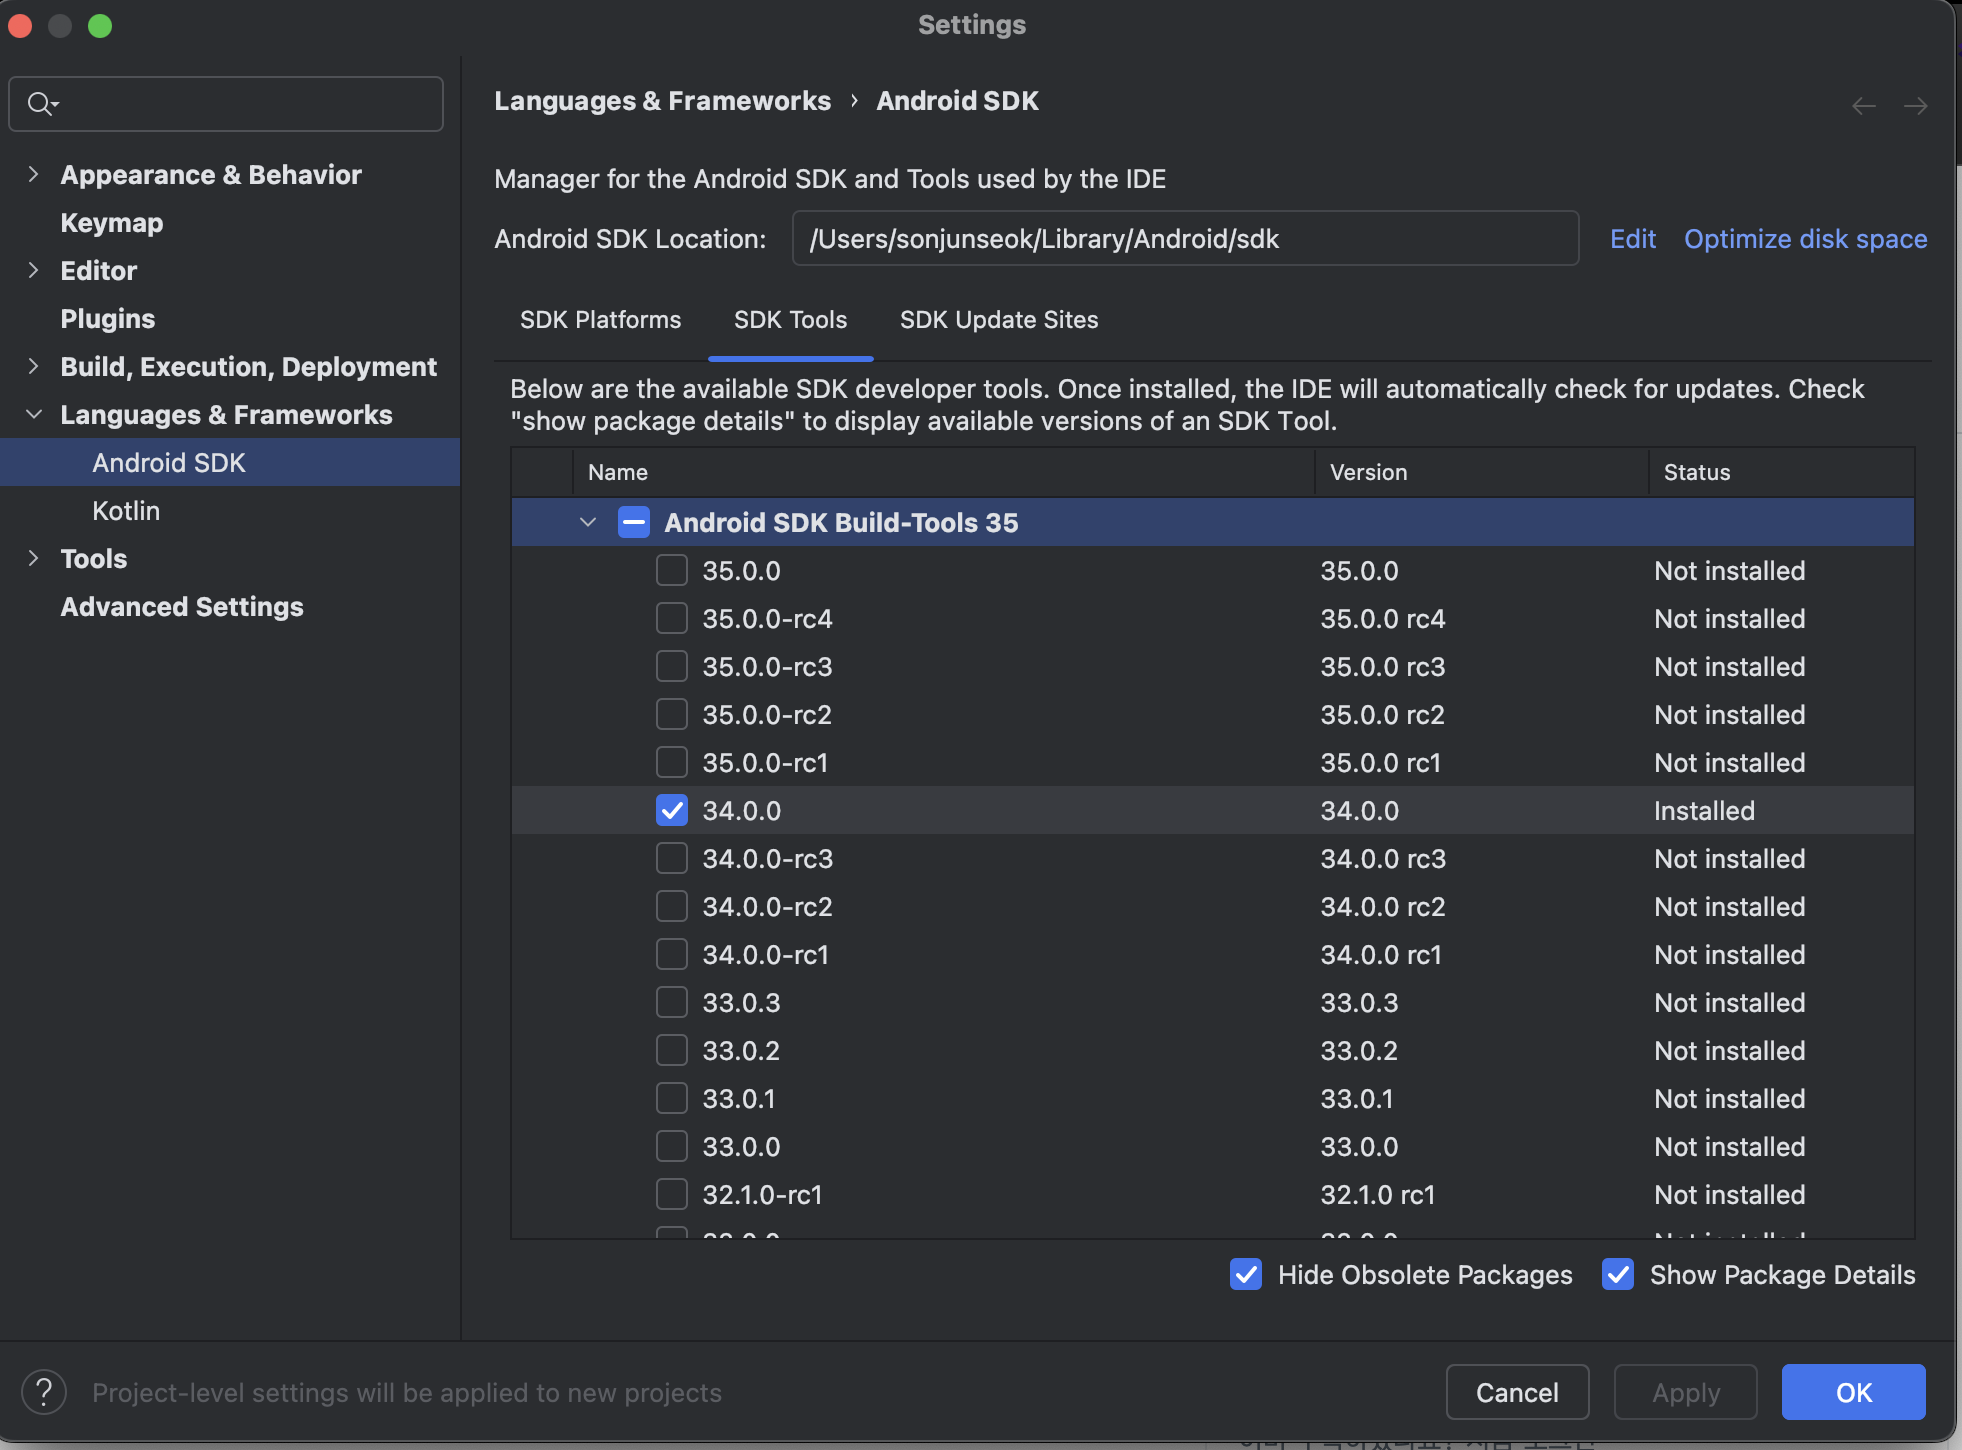 Settings
Languages & Frameworks › Android SDK
Appearance & Behavior
Keymap
Editor
Plugins
Build, Execution, Deployment
Languages & Frameworks
Android SDK
Kotlin
Tools
Advanced Settings
Manager for the Android SDK and Tools used by the IDE
Android SDK Location: /Users/sonjunseok/Library/Android/sdk Edit Optimize disk space
SDK Platforms SDK Tools SDK Update Sites
Below are the available SDK developer tools. Once installed, the IDE will automatically check for updates. Check
"show package details" to display available versions of an SDK Tool.
Name Version Status
Android SDK Build-Tools 35
35.0.0 35.0.0 Not installed
35.0.0-rc4 35.0.0 rc4 Not installed
35.0.0-rc3 35.0.0 rc3 Not installed
35.0.0-rc2 35.0.0 rc2 Not installed
35.0.0-rc1 35.0.0 rc1 Not installed
34.0.0 34.0.0 Installed
34.0.0-rc3 34.0.0 rc3 Not installed
34.0.0-rc2 34.0.0 rc2 Not installed
34.0.0-rc1 34.0.0 rc1 Not installed
33.0.3 33.0.3 Not installed
33.0.2 33.0.2 Not installed
33.0.1 33.0.1 Not installed
33.0.0 33.0.0 Not installed
32.1.0-rc1 32.1.0 rc1 Not installed
Hide Obsolete Packages Show Package Details
? Project-level settings will be applied to new projects
Cancel Apply OK